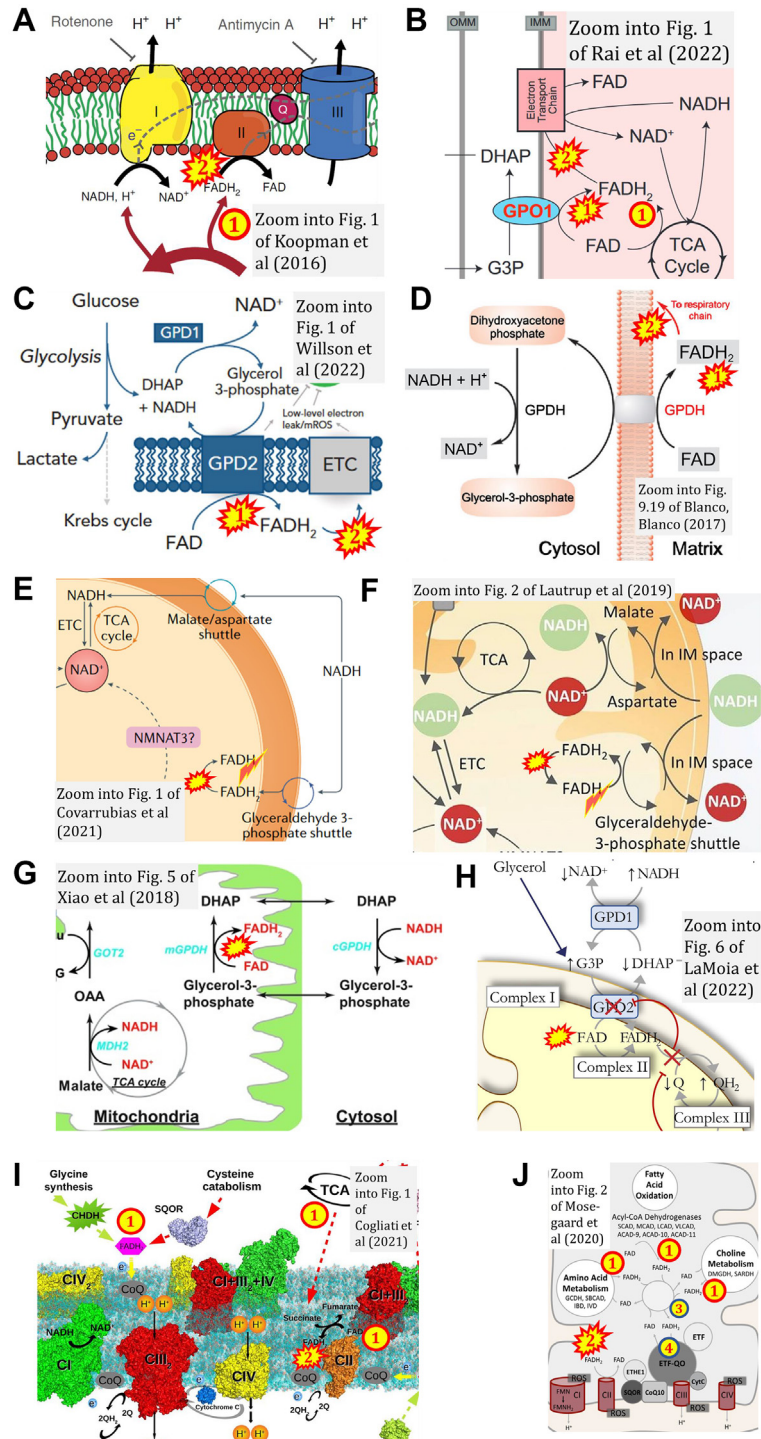 A
Rotenone
H⁺
H⁺
Antimycin A
H⁺
H⁺
I
Q
III
e⁻
II
2
NADH, H⁺
NAD⁺
FADH₂
FAD
1
Zoom into Fig. 1
of Koopman et
al (2016)
B
OMM
IMM
Zoom into Fig. 1
of Rai et al (2022)
Electron
Transport
Chain
FAD
NADH
NAD⁺
DHAP
2
FADH₂
GPO1
1
1
FAD
TCA
Cycle
G3P
C
Glucose
NAD⁺
Zoom into
Fig. 1 of
Willson et
al (2022)
GPD1
Glycolysis
DHAP
+ NADH
Glycerol
3-phosphate
Pyruvate
Low-level electron
leak/mROS
Lactate
GPD2
ETC
Krebs cycle
FAD
1
FADH₂
2
D
Dihydroxyacetone
phosphate
To respiratory
chain
2
FADH₂
1
NADH + H⁺
GPDH
GPDH
NAD⁺
FAD
Glycerol-3-phosphate
Zoom into Fig.
9.19 of Blanco,
Blanco (2017)
Cytosol
Matrix
E
NADH
ETC
TCA
cycle
Malate/aspartate
shuttle
NAD⁺
NADH
NMNAT3?
FADH
FADH₂
Zoom into Fig. 1 of
Covarrubias et al
(2021)
Glyceraldehyde 3-
phosphate shuttle
F
Zoom into Fig. 2 of Lautrup et al (2019)
NADH
Malate
NAD⁺
TCA
In IM space
NAD⁺
Aspartate
NADH
NADH
ETC
FADH₂
In IM space
FADH
NAD⁺
NAD⁺
Glyceraldehyde-
3-phosphate shuttle
G
Zoom into Fig. 5 of
Xiao et al (2018)
DHAP
DHAP
u
GOT2
mGPDH
FADH₂
cGPDH
NADH
G
FAD
NAD⁺
OAA
Glycerol-3-
phosphate
Glycerol-3-
phosphate
NADH
MDH2
NAD⁺
Malate
TCA cycle
Mitochondria
Cytosol
H
Glycerol
↓NAD⁺
↑NADH
GPD1
Zoom into
Fig. 6 of
LaMoia et
al (2022)
↑G3P
↓DHAP
Complex I
GPD2
FAD
FADH₂
Complex II
↓Q
↑QH₂
Complex III
I
Glycine
synthesis
Cysteine
catabolism
TCA
Zoom
into Fig. 1
of
Cogliati et
al (2021)
CHDH
1
SQOR
1
FADH
e⁻
CIV₂
CoQ
CI+III₂+IV
H⁺
H⁺
CI+III
Fumarate
Succinate
NADH
NAD⁺
H⁺
H⁺
FADH
FAD
1
CI
CIII₂
CIV
2
CII
CoQ
e⁻
e⁻
CoQ
e⁻
CoQ
2QH₂
2Q
Cytochrome C
2QH₂
2Q
H⁺
H⁺
J
Zoom
into Fig. 2
of Mose-
gaard et
al (2020)
Fatty
Acid
Oxidation
Acyl-CoA Dehydrogenases
SCAD, MCAD, LCAD, VLCAD,
ACAD-9, ACAD-10, ACAD-11
1
FAD
1
FADH₂
Choline
Metabolism
DMGDH, SARDH
FAD
Amino Acid
Metabolism
GCDH, SBCAD,
IBD, IVD
FADH₂
FADH₂
1
FAD
3
FAD
FADH₂
2
4
ETF
FADH₂
FAD
ETHE1
ETF-QO
ROS
CytC
ROS
CI
FMN
FMNH₂
CII
SQOR
CoQ10
CIII
CIV
ROS
H⁺
H⁺
H⁺